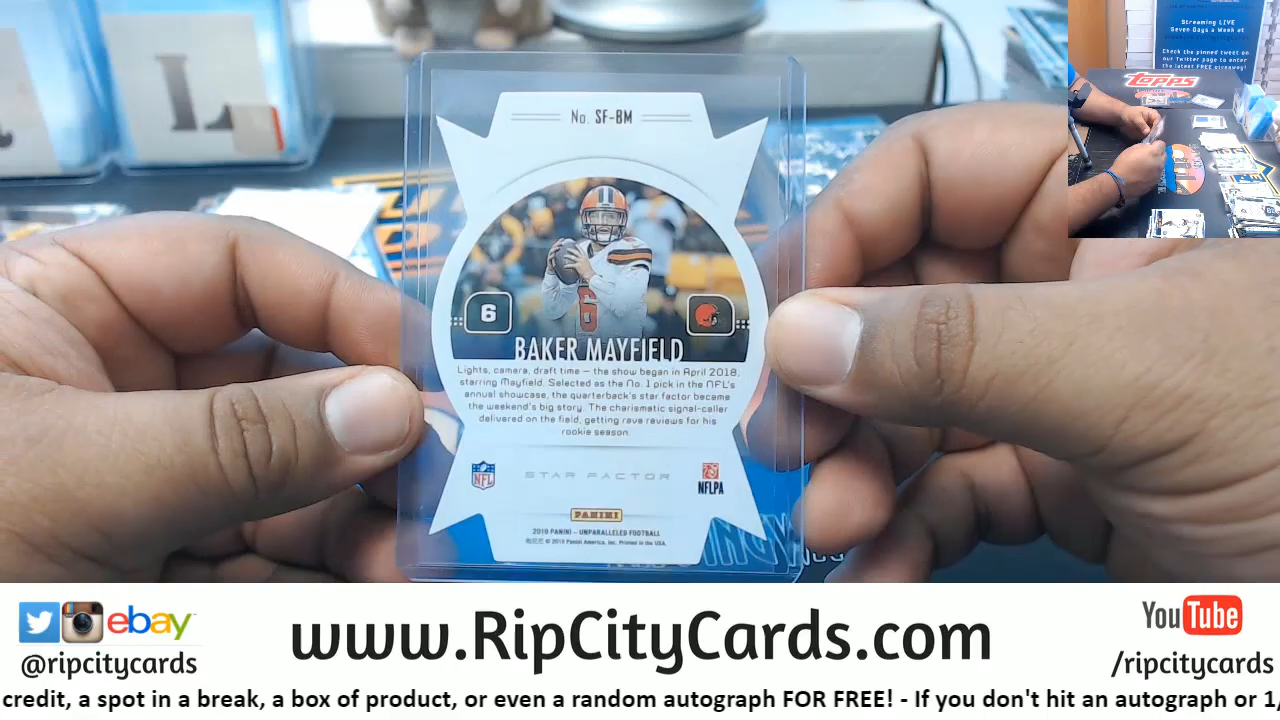 Streaming LIVE
Seven Days a Week at
Check the pinned tweet on
our Twitter page to enter
the latest FREE giveaway!
Topps
No. SF-BM
6
6
BAKER MAYFIELD
Lights, camera, draft time — the show began in April 2018,
starring Mayfield. Selected as the No. 1 pick in the NFL's
annual showcase, the quarterback's star factor became
the weekend's big story. The charismatic signal-caller
delivered on the field, getting rave reviews for his
rookie season.
NFL
STAR FACTOR
NFLPA
PANINI
2019 PANINI – UNPARALLELED FOOTBALL
© 2019 Panini America, Inc. Printed in the USA.
ebay
@ripcitycards
www.RipCityCards.com
YouTube
/ripcitycards
credit, a spot in a break, a box of product, or even a random autograph FOR FREE! - If you don't hit an autograph or 1/